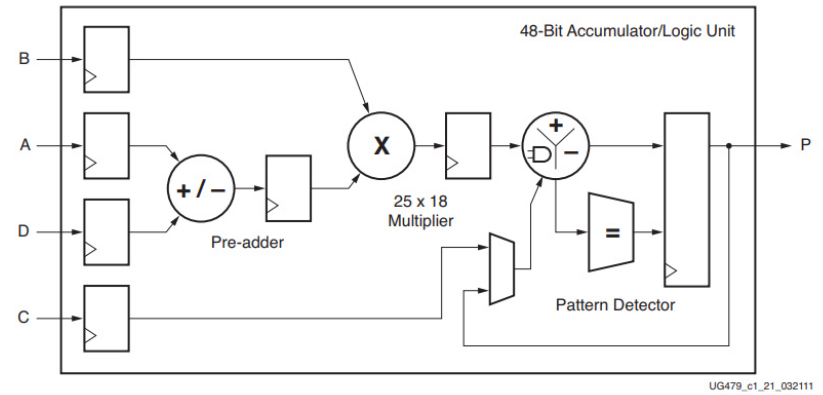 48-Bit Accumulator/Logic Unit
B
A
X
+
–
P
+ / –
25 x 18
Multiplier
D
Pre-adder
=
Pattern Detector
C
UG479_c1_21_032111